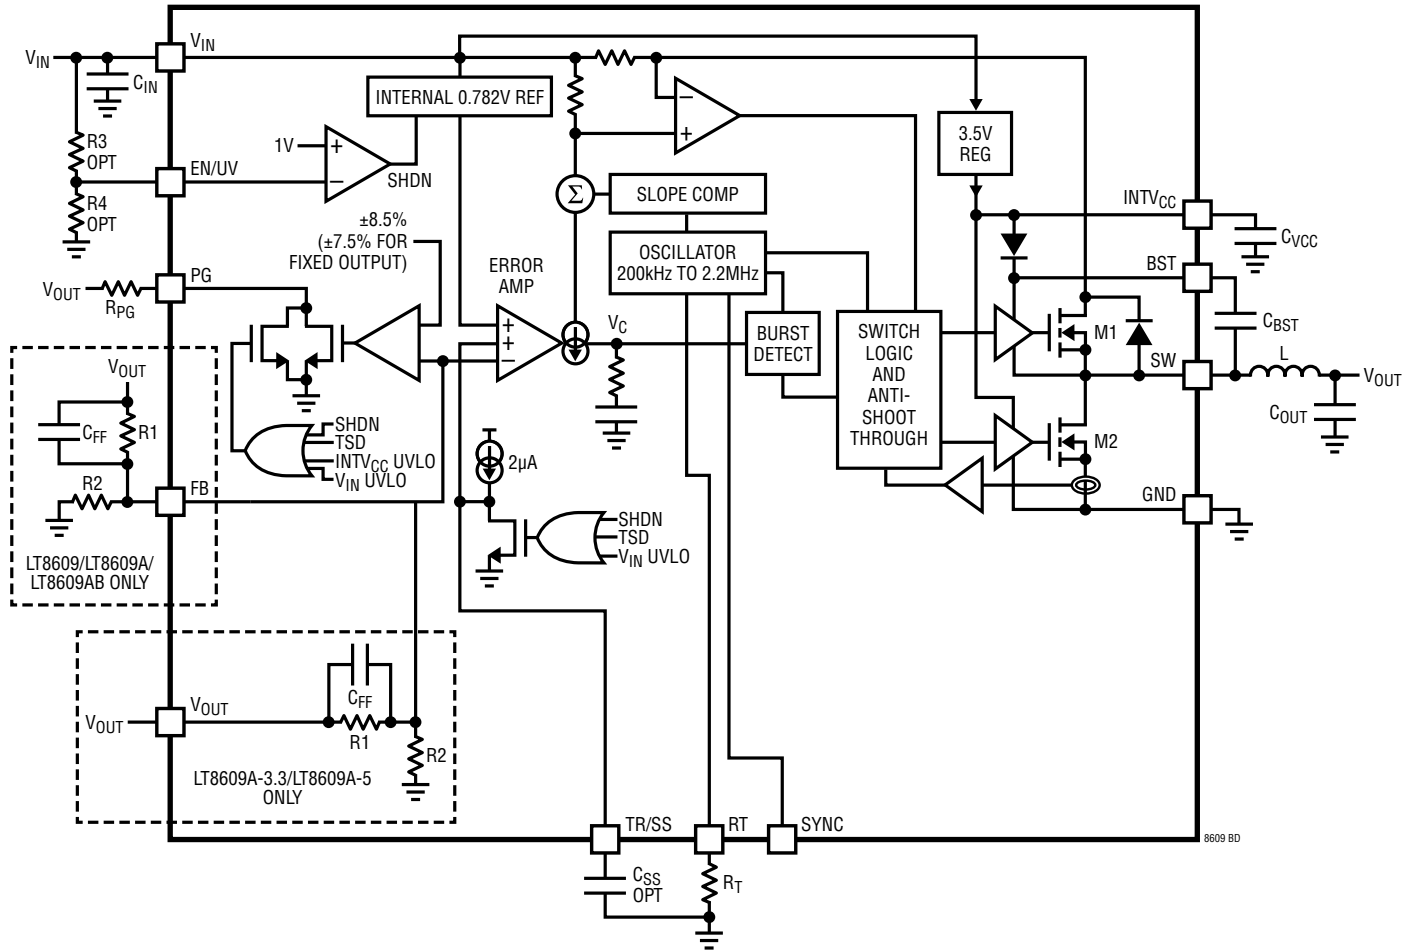 VIN
VIN
CIN
R3
OPT
R4
OPT
EN/UV
1V
+
−
SHDN
INTERNAL 0.782V REF
−
+
3.5V
REG
Σ
SLOPE COMP
OSCILLATOR
200kHz TO 2.2MHz
±8.5%
(±7.5% FOR
FIXED OUTPUT)
ERROR
AMP
+
+
−
VC
BURST
DETECT
SWITCH
LOGIC
AND
ANTI-
SHOOT
THROUGH
INTVCC
CVCC
BST
CBST
M1
SW
L
VOUT
COUT
M2
GND
PG
VOUT
RPG
VOUT
CFF
R1
R2
FB
LT8609/LT8609A/
LT8609AB ONLY
SHDN
TSD
INTVCC UVLO
VIN UVLO
2µA
SHDN
TSD
VIN UVLO
VOUT
VOUT
CFF
R1
R2
LT8609A-3.3/LT8609A-5
ONLY
TR/SS
RT
SYNC
8609 BD
CSS
OPT
RT